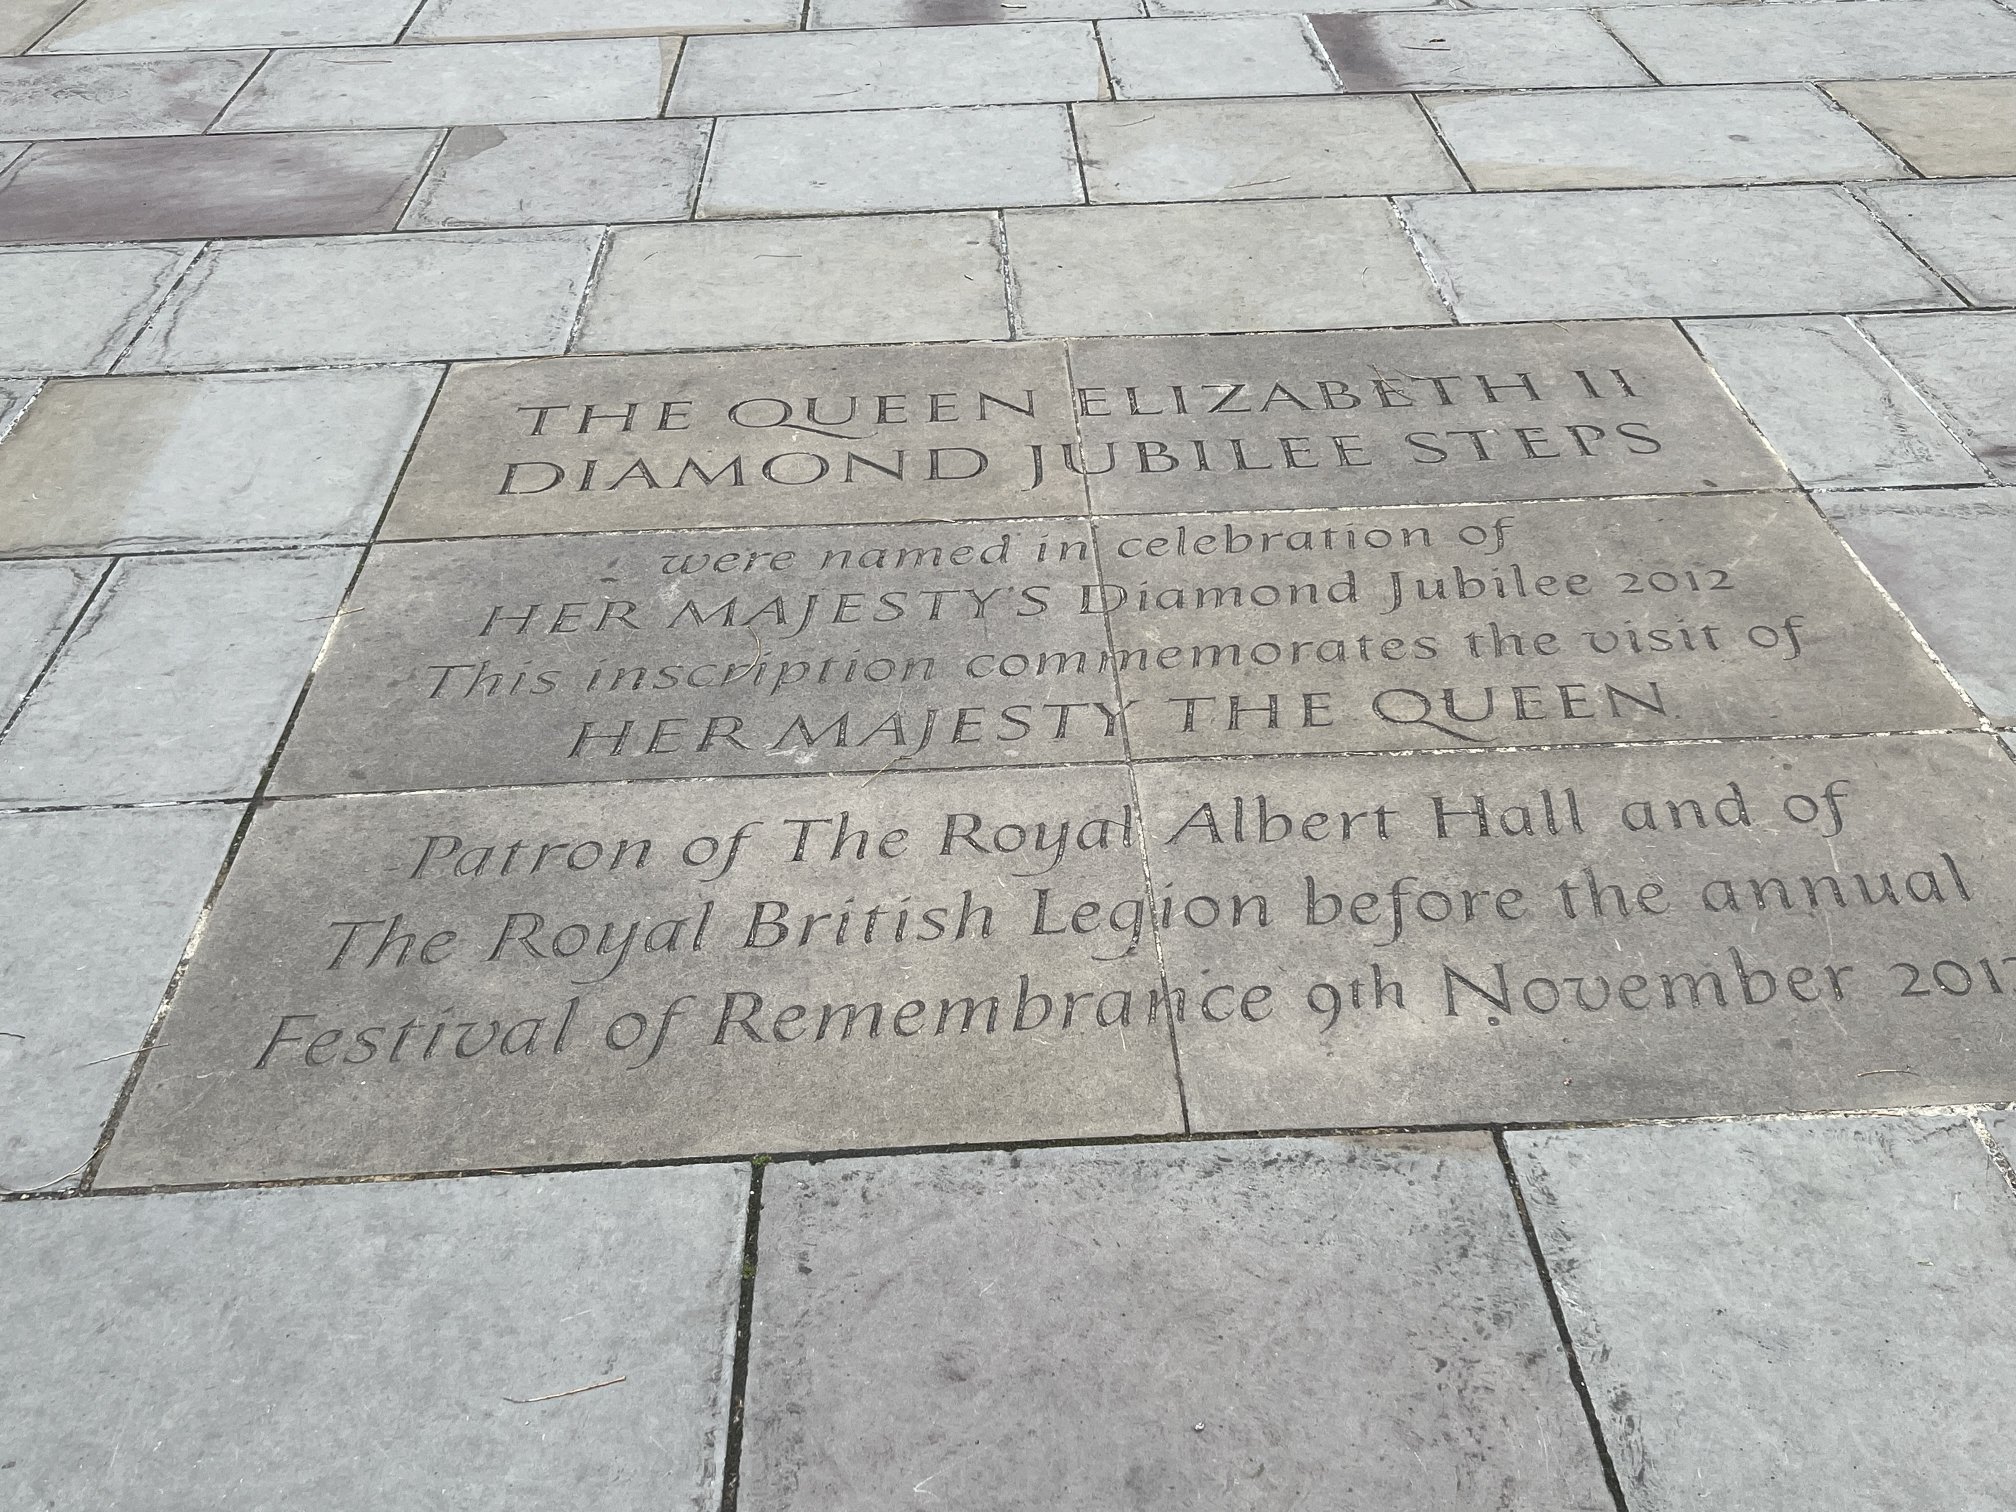 THE QUEEN ELIZABETH II
DIAMOND JUBILEE STEPS
were named in celebration of
HER MAJESTY'S Diamond Jubilee 2012
This inscription commemorates the visit of
HER MAJESTY THE QUEEN
Patron of The Royal Albert Hall and of
The Royal British Legion before the annual
Festival of Remembrance 9th November